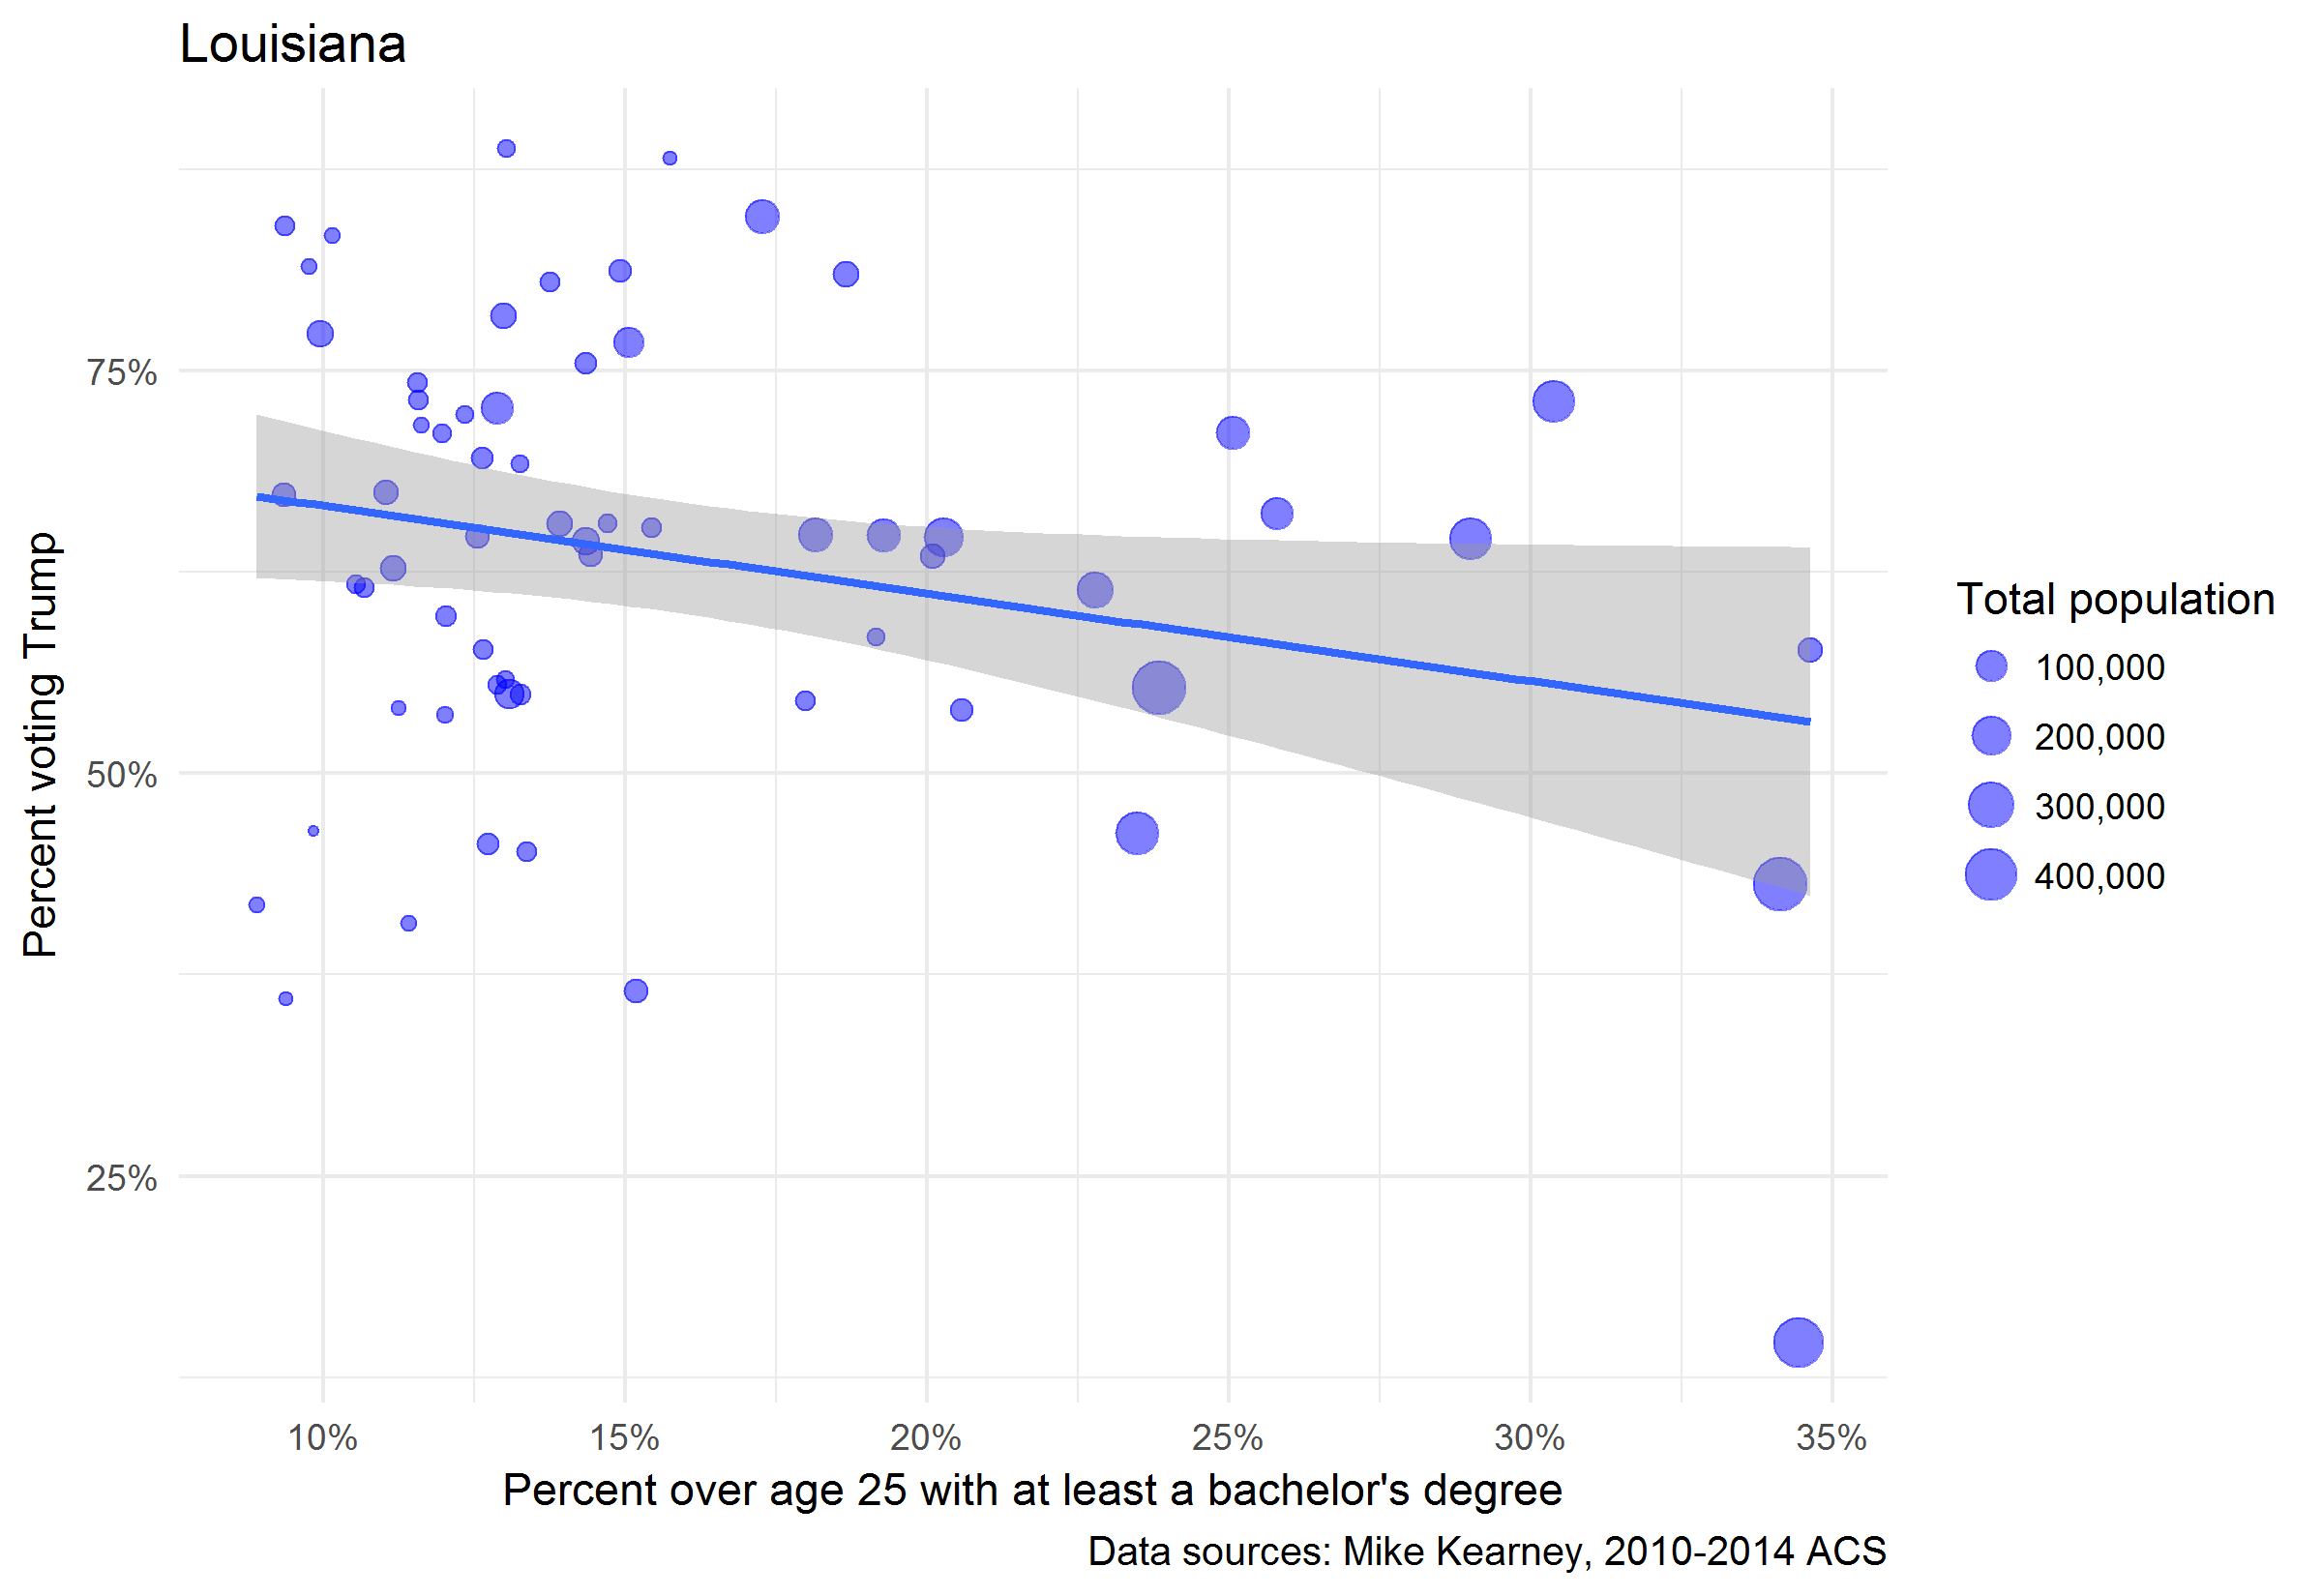 Louisiana
Percent voting Trump
75%
50%
25%
10%
15%
20%
25%
30%
35%
Percent over age 25 with at least a bachelor's degree
Data sources: Mike Kearney, 2010-2014 ACS
Total population
100,000
200,000
300,000
400,000